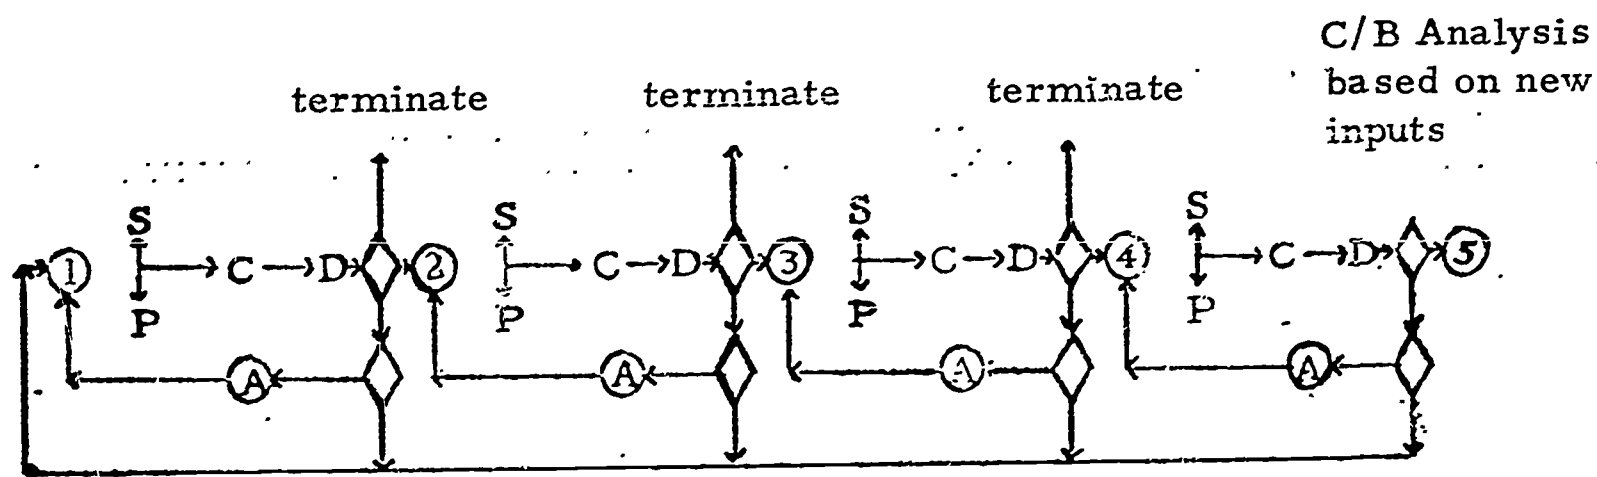 C/B Analysis
based on new
inputs
terminate terminate terminate
S S S S
1 C D 2 C D 3 C D 4 C D 5
P P P P
A A A A